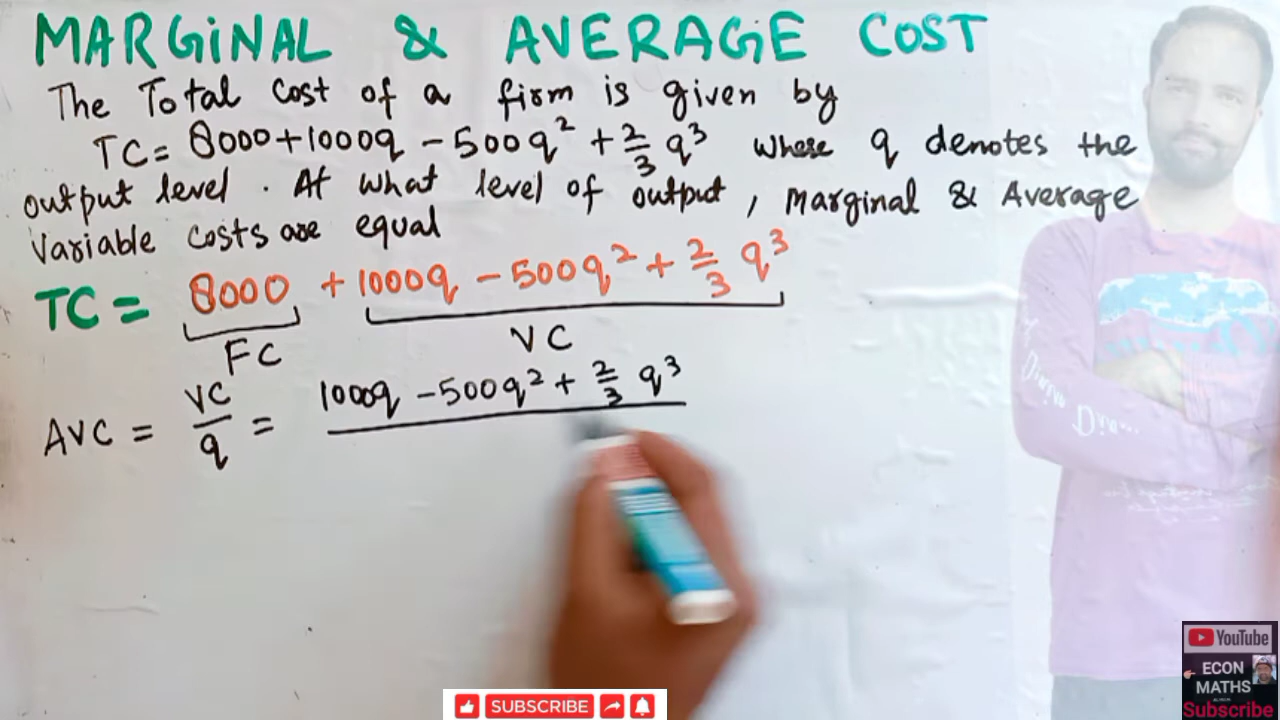 MARGiNAL & AVERAGE COST
The Total Cost of a firm is given by
TC = 8000+1000q – 500q² + 2/3 q³ where q denotes the
output level . At what level of output , Marginal & Average
Variable costs are equal
TC = 8000 + 1000q – 500q² + 2/3 q³
FC VC
AVC = VC/q = 1000q – 500q² + 2/3 q³
YouTube
ECON
MATHS
Subscribe
SUBSCRIBE